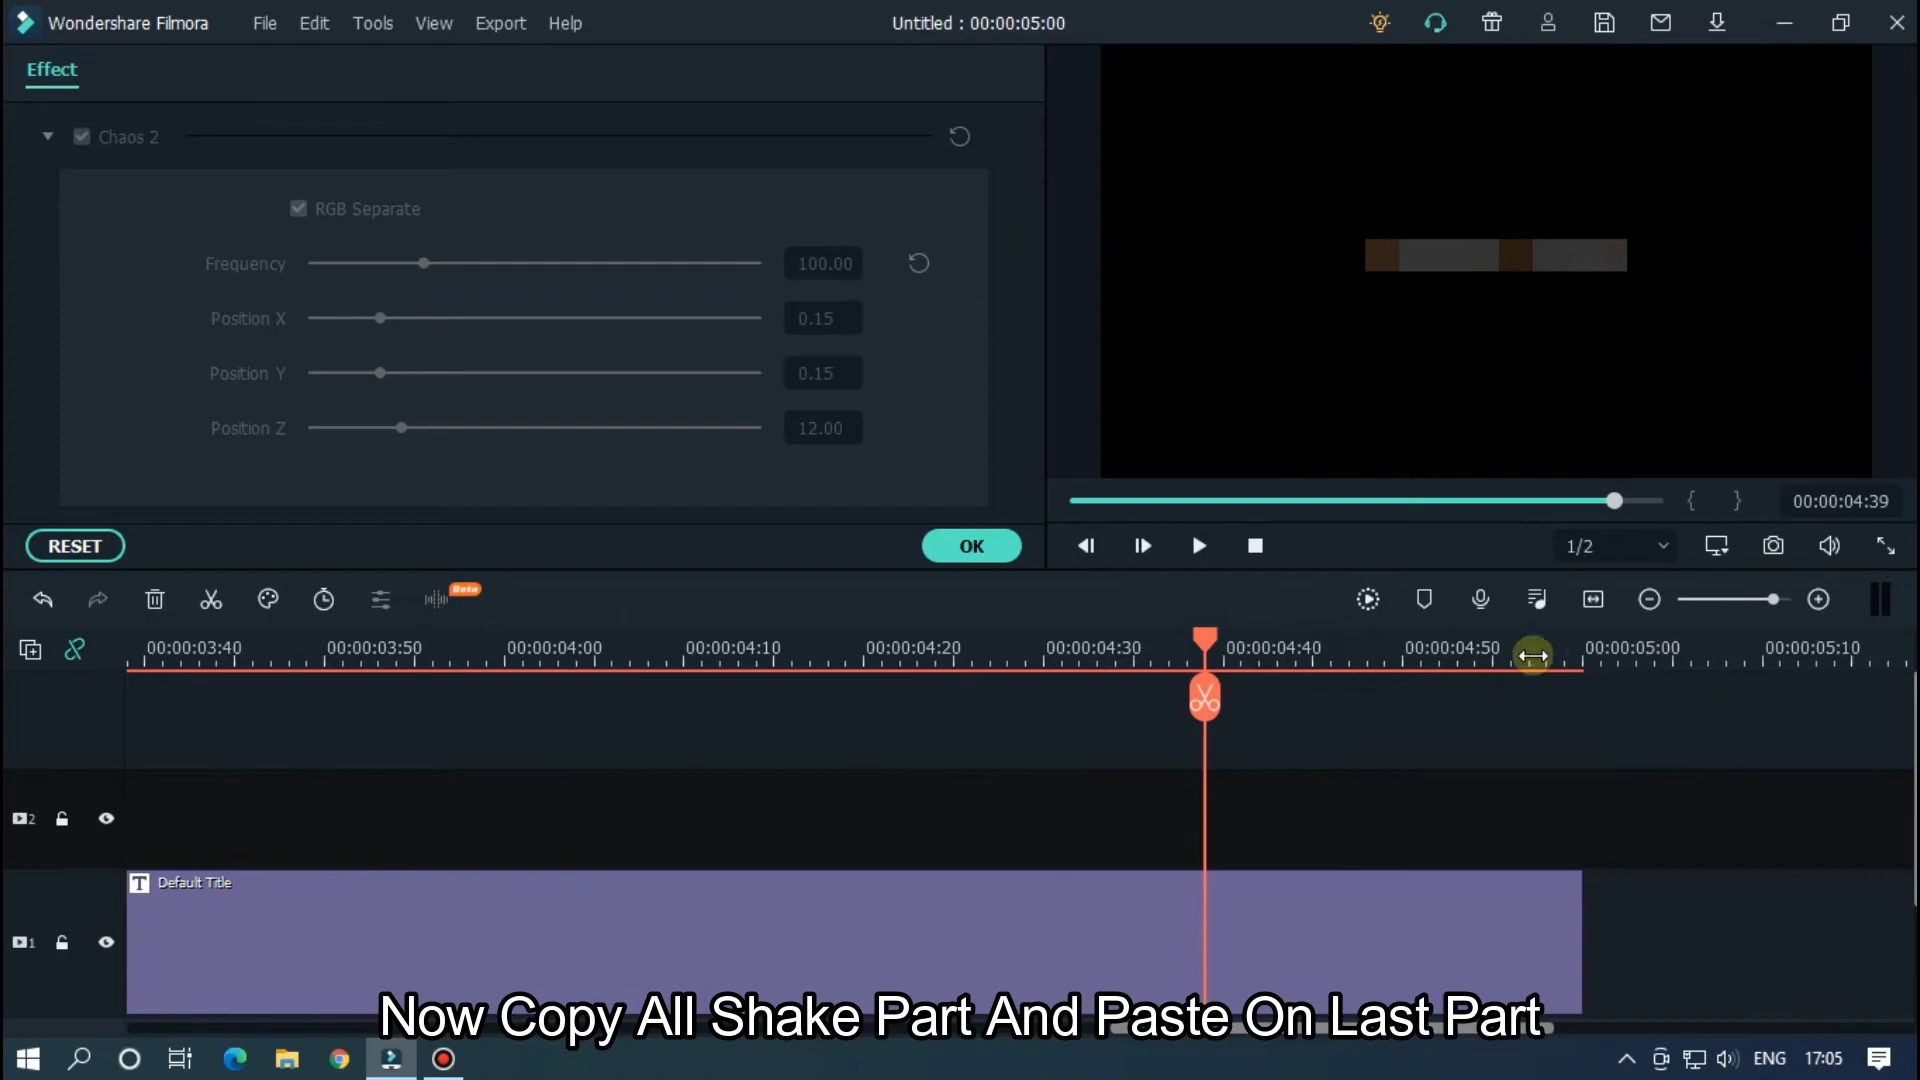 Wondershare Filmora File Edit Tools View Export Help Untitled : 00:00:05:00
Effect
Chaos 2
RGB Separate
Frequency 100.00
Position X 0.15
Position Y 0.15
Position Z 12.00
{ } 00:00:04:39
RESET OK 1/2
Beta
00:00:03:40 00:00:03:50 00:00:04:00 00:00:04:10 00:00:04:20 00:00:04:30 00:00:04:40 00:00:04:50 00:00:05:00 00:00:05:10
2
T Default Title
1
Now Copy All Shake Part And Paste On Last Part
ENG 17:05